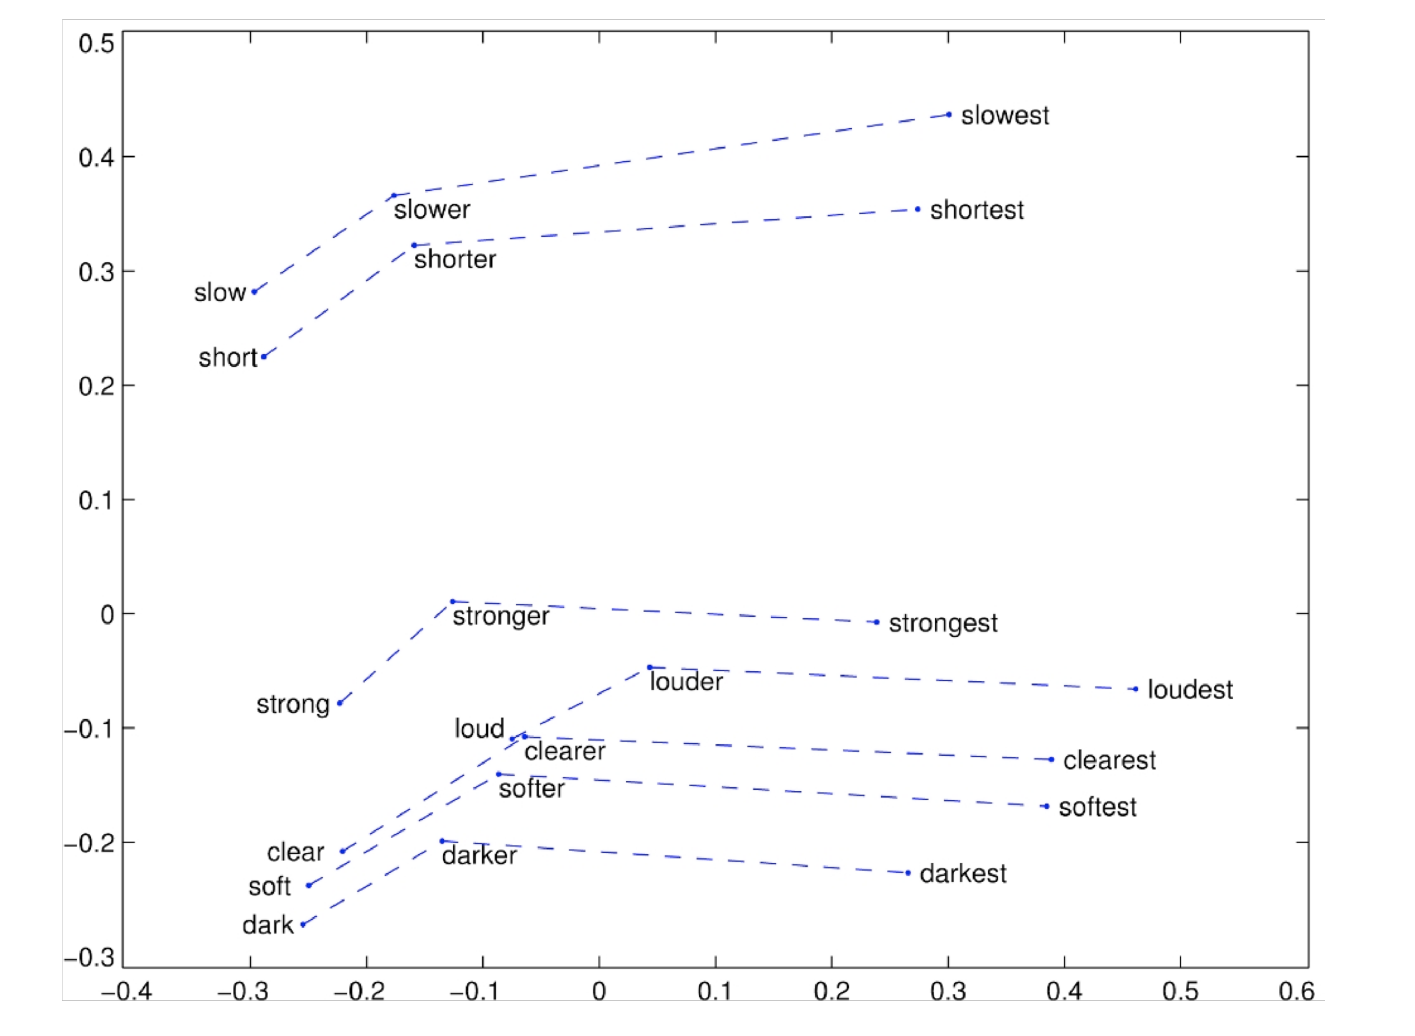 0.5
slowest
0.4
slower
shortest
shorter
0.3
slow
short
0.2
0.1
0
stronger
strongest
louder
loudest
strong
−0.1
loud
clearer
clearest
softer
softest
−0.2
clear
darker
darkest
soft
dark
−0.3
−0.4 −0.3 −0.2 −0.1 0 0.1 0.2 0.3 0.4 0.5 0.6